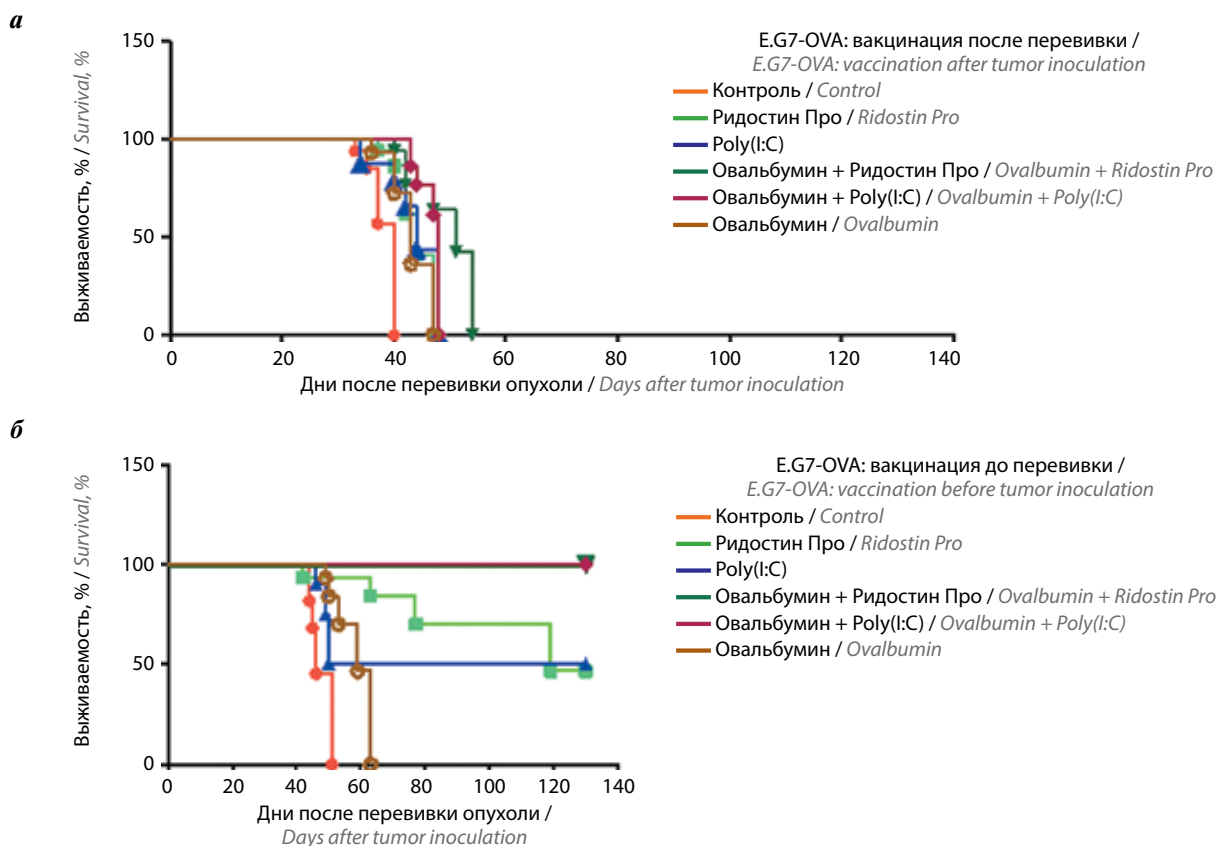 а
150
100
50
0
Выживаемость, % / Survival, %
0 20 40 60 80 100 120 140
Дни после перевивки опухоли / Days after tumor inoculation
E.G7-OVA: вакцинация после перевивки /
E.G7-OVA: vaccination after tumor inoculation
Контроль / Control
Ридостин Про / Ridostin Pro
Poly(I:C)
Овальбумин + Ридостин Про / Ovalbumin + Ridostin Pro
Овальбумин + Poly(I:C) / Ovalbumin + Poly(I:C)
Овальбумин / Ovalbumin
б
150
100
50
0
Выживаемость, % / Survival, %
0 20 40 60 80 100 120 140
Дни после перевивки опухоли /
Days after tumor inoculation
E.G7-OVA: вакцинация до перевивки /
E.G7-OVA: vaccination before tumor inoculation
Контроль / Control
Ридостин Про / Ridostin Pro
Poly(I:C)
Овальбумин + Ридостин Про / Ovalbumin + Ridostin Pro
Овальбумин + Poly(I:C) / Ovalbumin + Poly(I:C)
Овальбумин / Ovalbumin